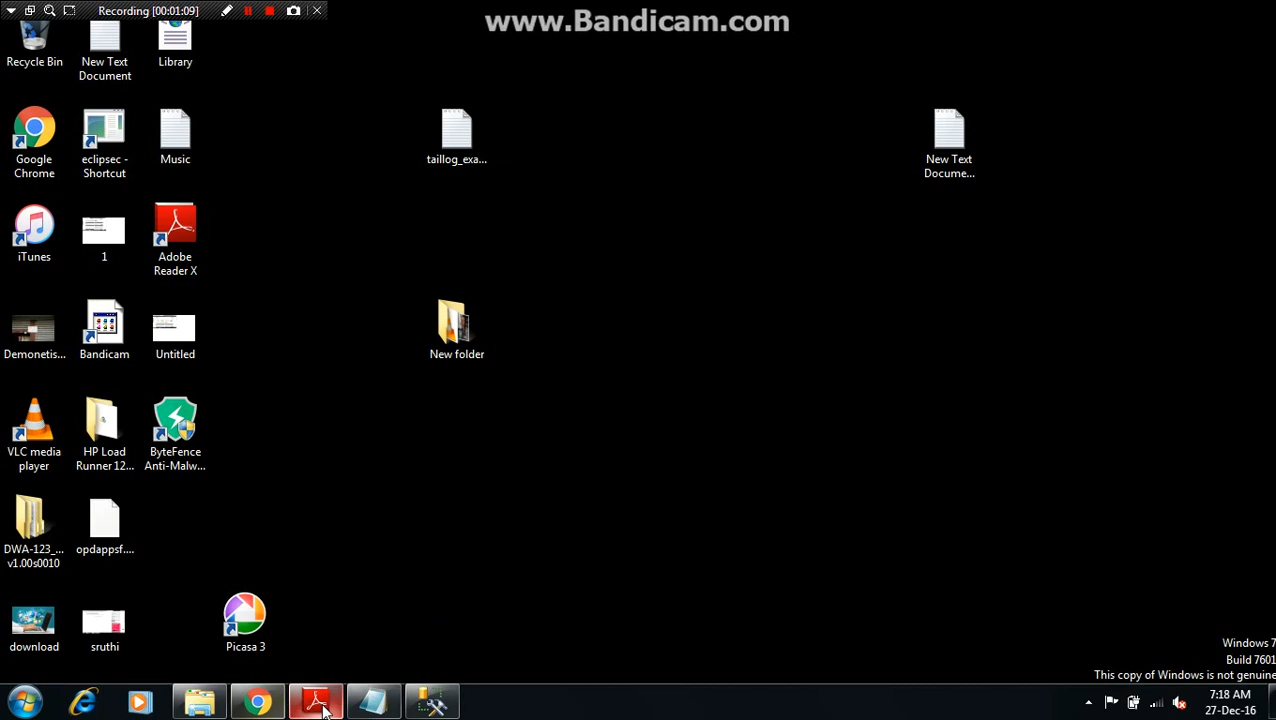 Recording [00:01:09]
www.Bandicam.com
Recycle Bin
New Text
Document
Library
Google
Chrome
eclipsec -
Shortcut
Music
taillog_exa...
New Text
Docume...
iTunes
1
Adobe
Reader X
Demonetis...
Bandicam
Untitled
New folder
VLC media
player
HP Load
Runner 12...
ByteFence
Anti-Malw...
DWA-123_...
v1.00s0010
opdappsf....
download
sruthi
Picasa 3
Windows 7
Build 7601
This copy of Windows is not genuine
7:18 AM
27-Dec-16